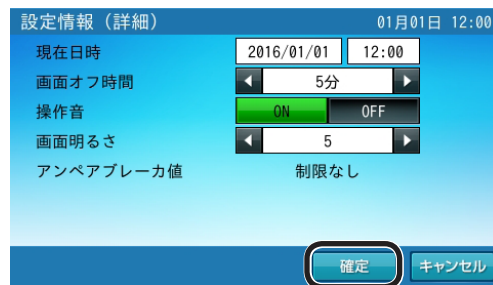 設定情報（詳細） 01月01日 12:00
現在日時 2016/01/01 12:00
画面オフ時間 5分
操作音 ON OFF
画面明るさ 5
アンペアブレーカ値 制限なし
確定 キャンセル